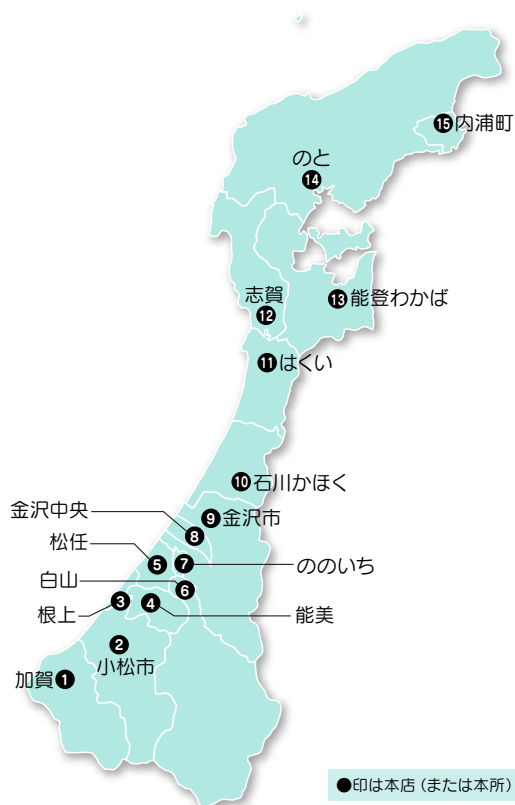 ⑮内浦町
のと
⑭
志賀
⑫
⑬能登わかば
⑪はくい
⑩石川かほく
金沢中央
⑨金沢市
⑧
松任
⑤
⑦
ののいち
白山
⑥
③
④
根上
能美
②
小松市
加賀①
●印は本店（または本所）